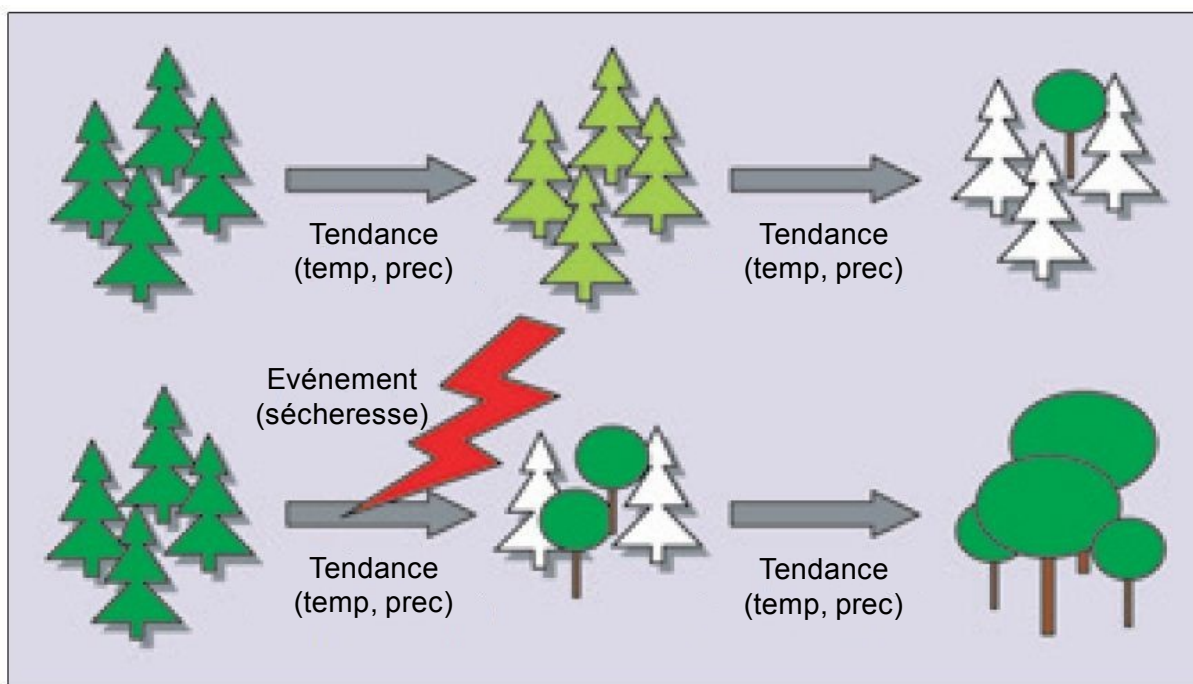 Tendance
(temp, prec)
Tendance
(temp, prec)
Evénement
(sécheresse)
Tendance
(temp, prec)
Tendance
(temp, prec)